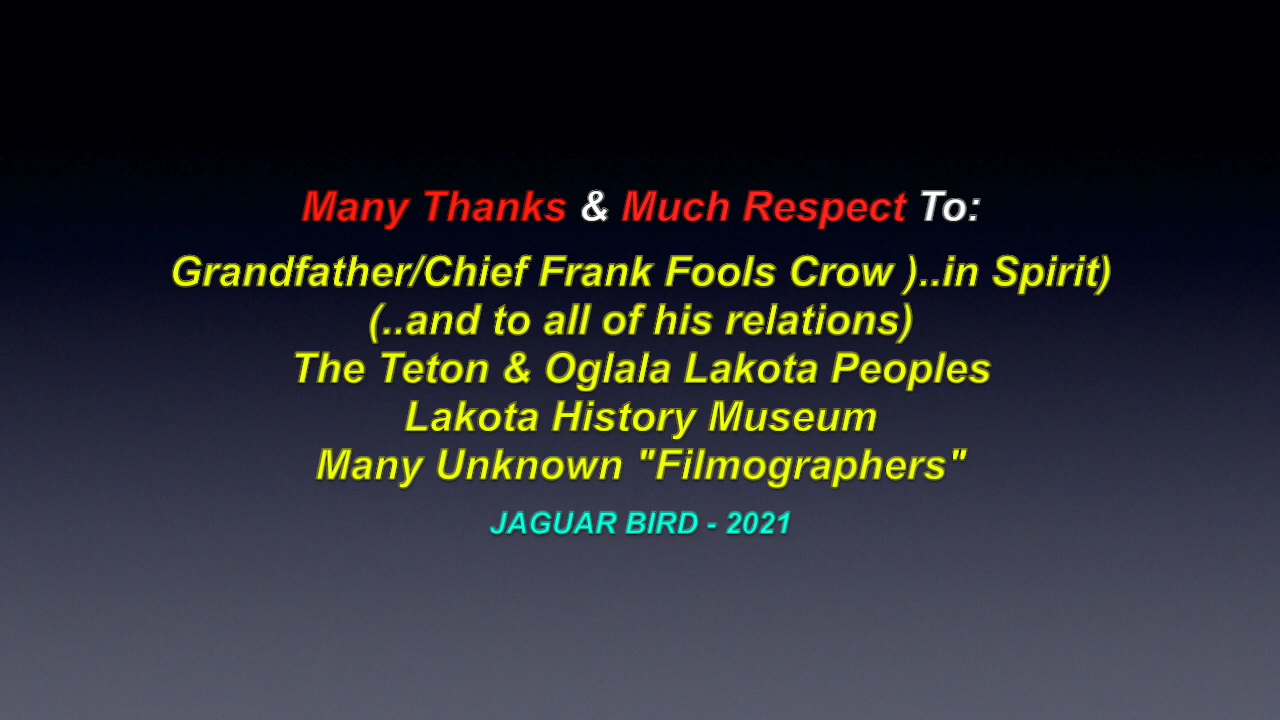 Many Thanks & Much Respect To:
Grandfather/Chief Frank Fools Crow )..in Spirit)
(..and to all of his relations)
The Teton & Oglala Lakota Peoples
Lakota History Museum
Many Unknown "Filmographers"
JAGUAR BIRD - 2021